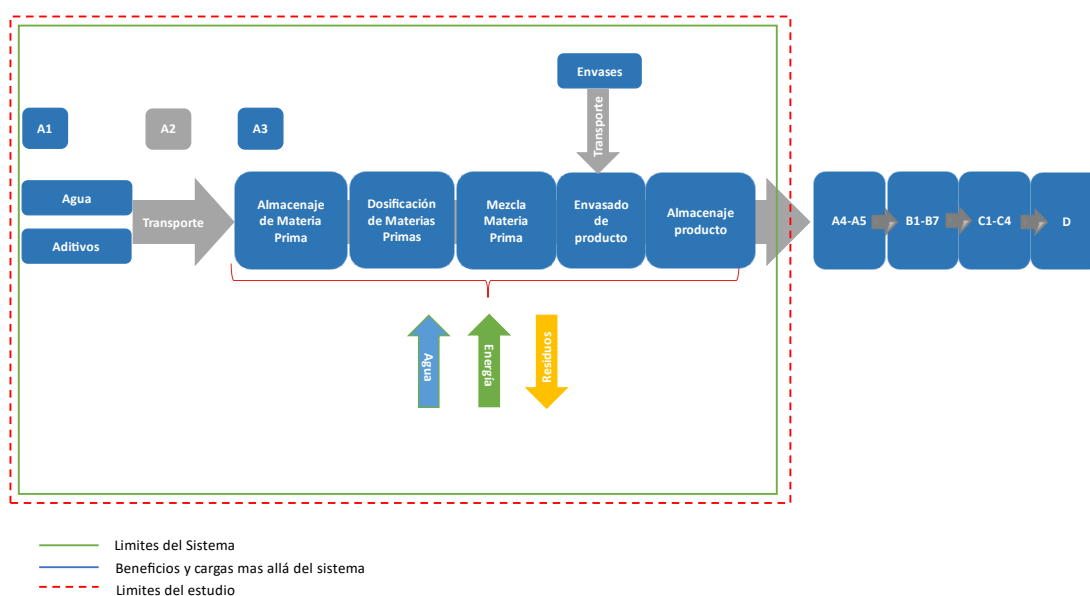 Envases
Transporte
A1
A2
A3
Agua
Aditivos
Transporte
Almacenaje
de Materia
Prima
Dosificación
de Materias
Primas
Mezcla
Materia
Prima
Envasado
de
producto
Almacenaje
producto
A4-A5
B1-B7
C1-C4
D
Agua
Energía
Residuos
Limites del Sistema
Beneficios y cargas mas allá del sistema
Limites del estudio